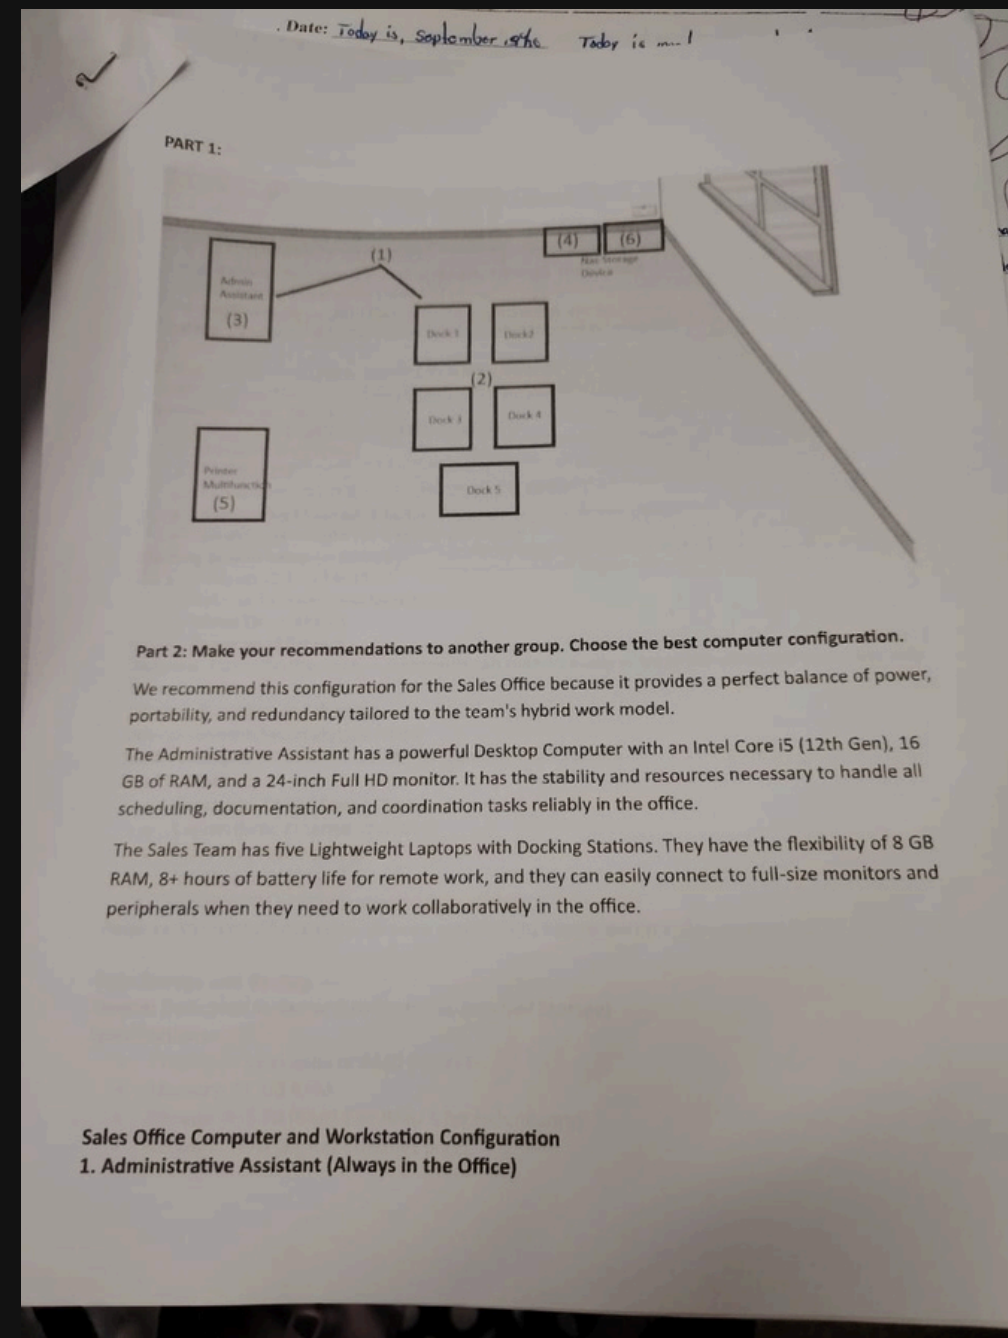 . Date: Today is, September
Today is
PART 1:
(4)
(6)
(1)
Nas Storage
Device
Admin
Assistant
(3)
Dock 1
Dock2
(2)
Dock 3
Dock 4
Printer
Multifunction
(5)
Dock 5
Part 2: Make your recommendations to another group. Choose the best computer configuration.
We recommend this configuration for the Sales Office because it provides a perfect balance of power,
portability, and redundancy tailored to the team's hybrid work model.
The Administrative Assistant has a powerful Desktop Computer with an Intel Core i5 (12th Gen), 16
GB of RAM, and a 24-inch Full HD monitor. It has the stability and resources necessary to handle all
scheduling, documentation, and coordination tasks reliably in the office.
The Sales Team has five Lightweight Laptops with Docking Stations. They have the flexibility of 8 GB
RAM, 8+ hours of battery life for remote work, and they can easily connect to full-size monitors and
peripherals when they need to work collaboratively in the office.
Sales Office Computer and Workstation Configuration
1. Administrative Assistant (Always in the Office)